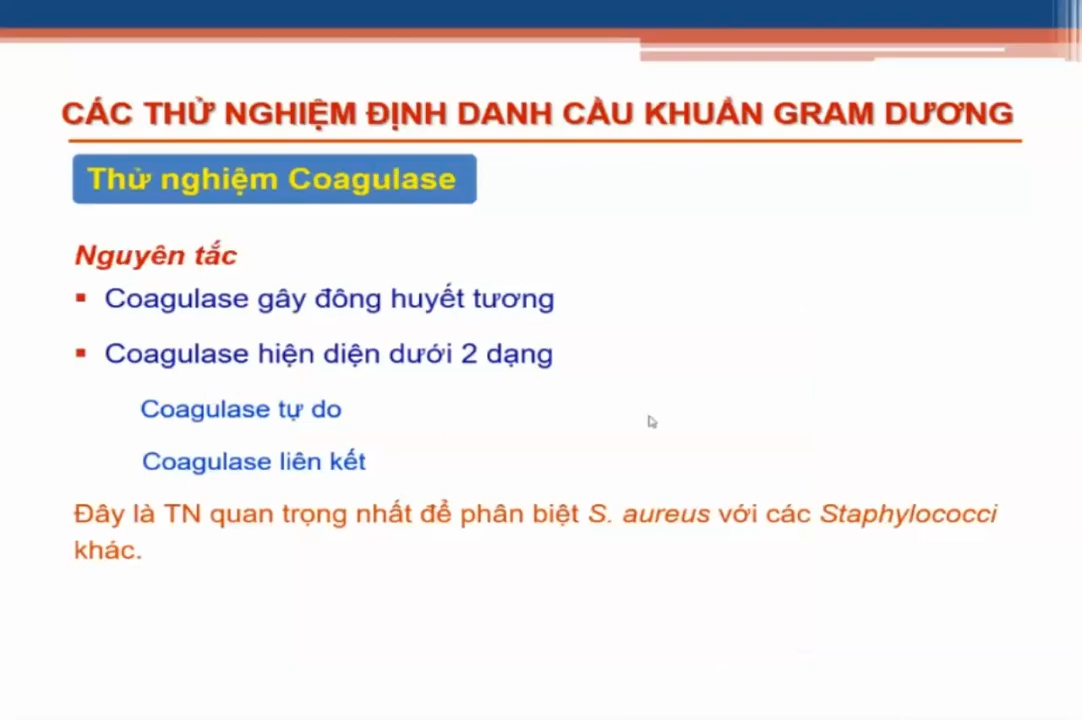 CÁC THỬ NGHIỆM ĐỊNH DANH CẦU KHUẨN GRAM DƯƠNG
Thử nghiệm Coagulase
Nguyên tắc
▪ Coagulase gây đông huyết tương
▪ Coagulase hiện diện dưới 2 dạng
Coagulase tự do
Coagulase liên kết
Đây là TN quan trọng nhất để phân biệt S. aureus với các Staphylococci
khác.